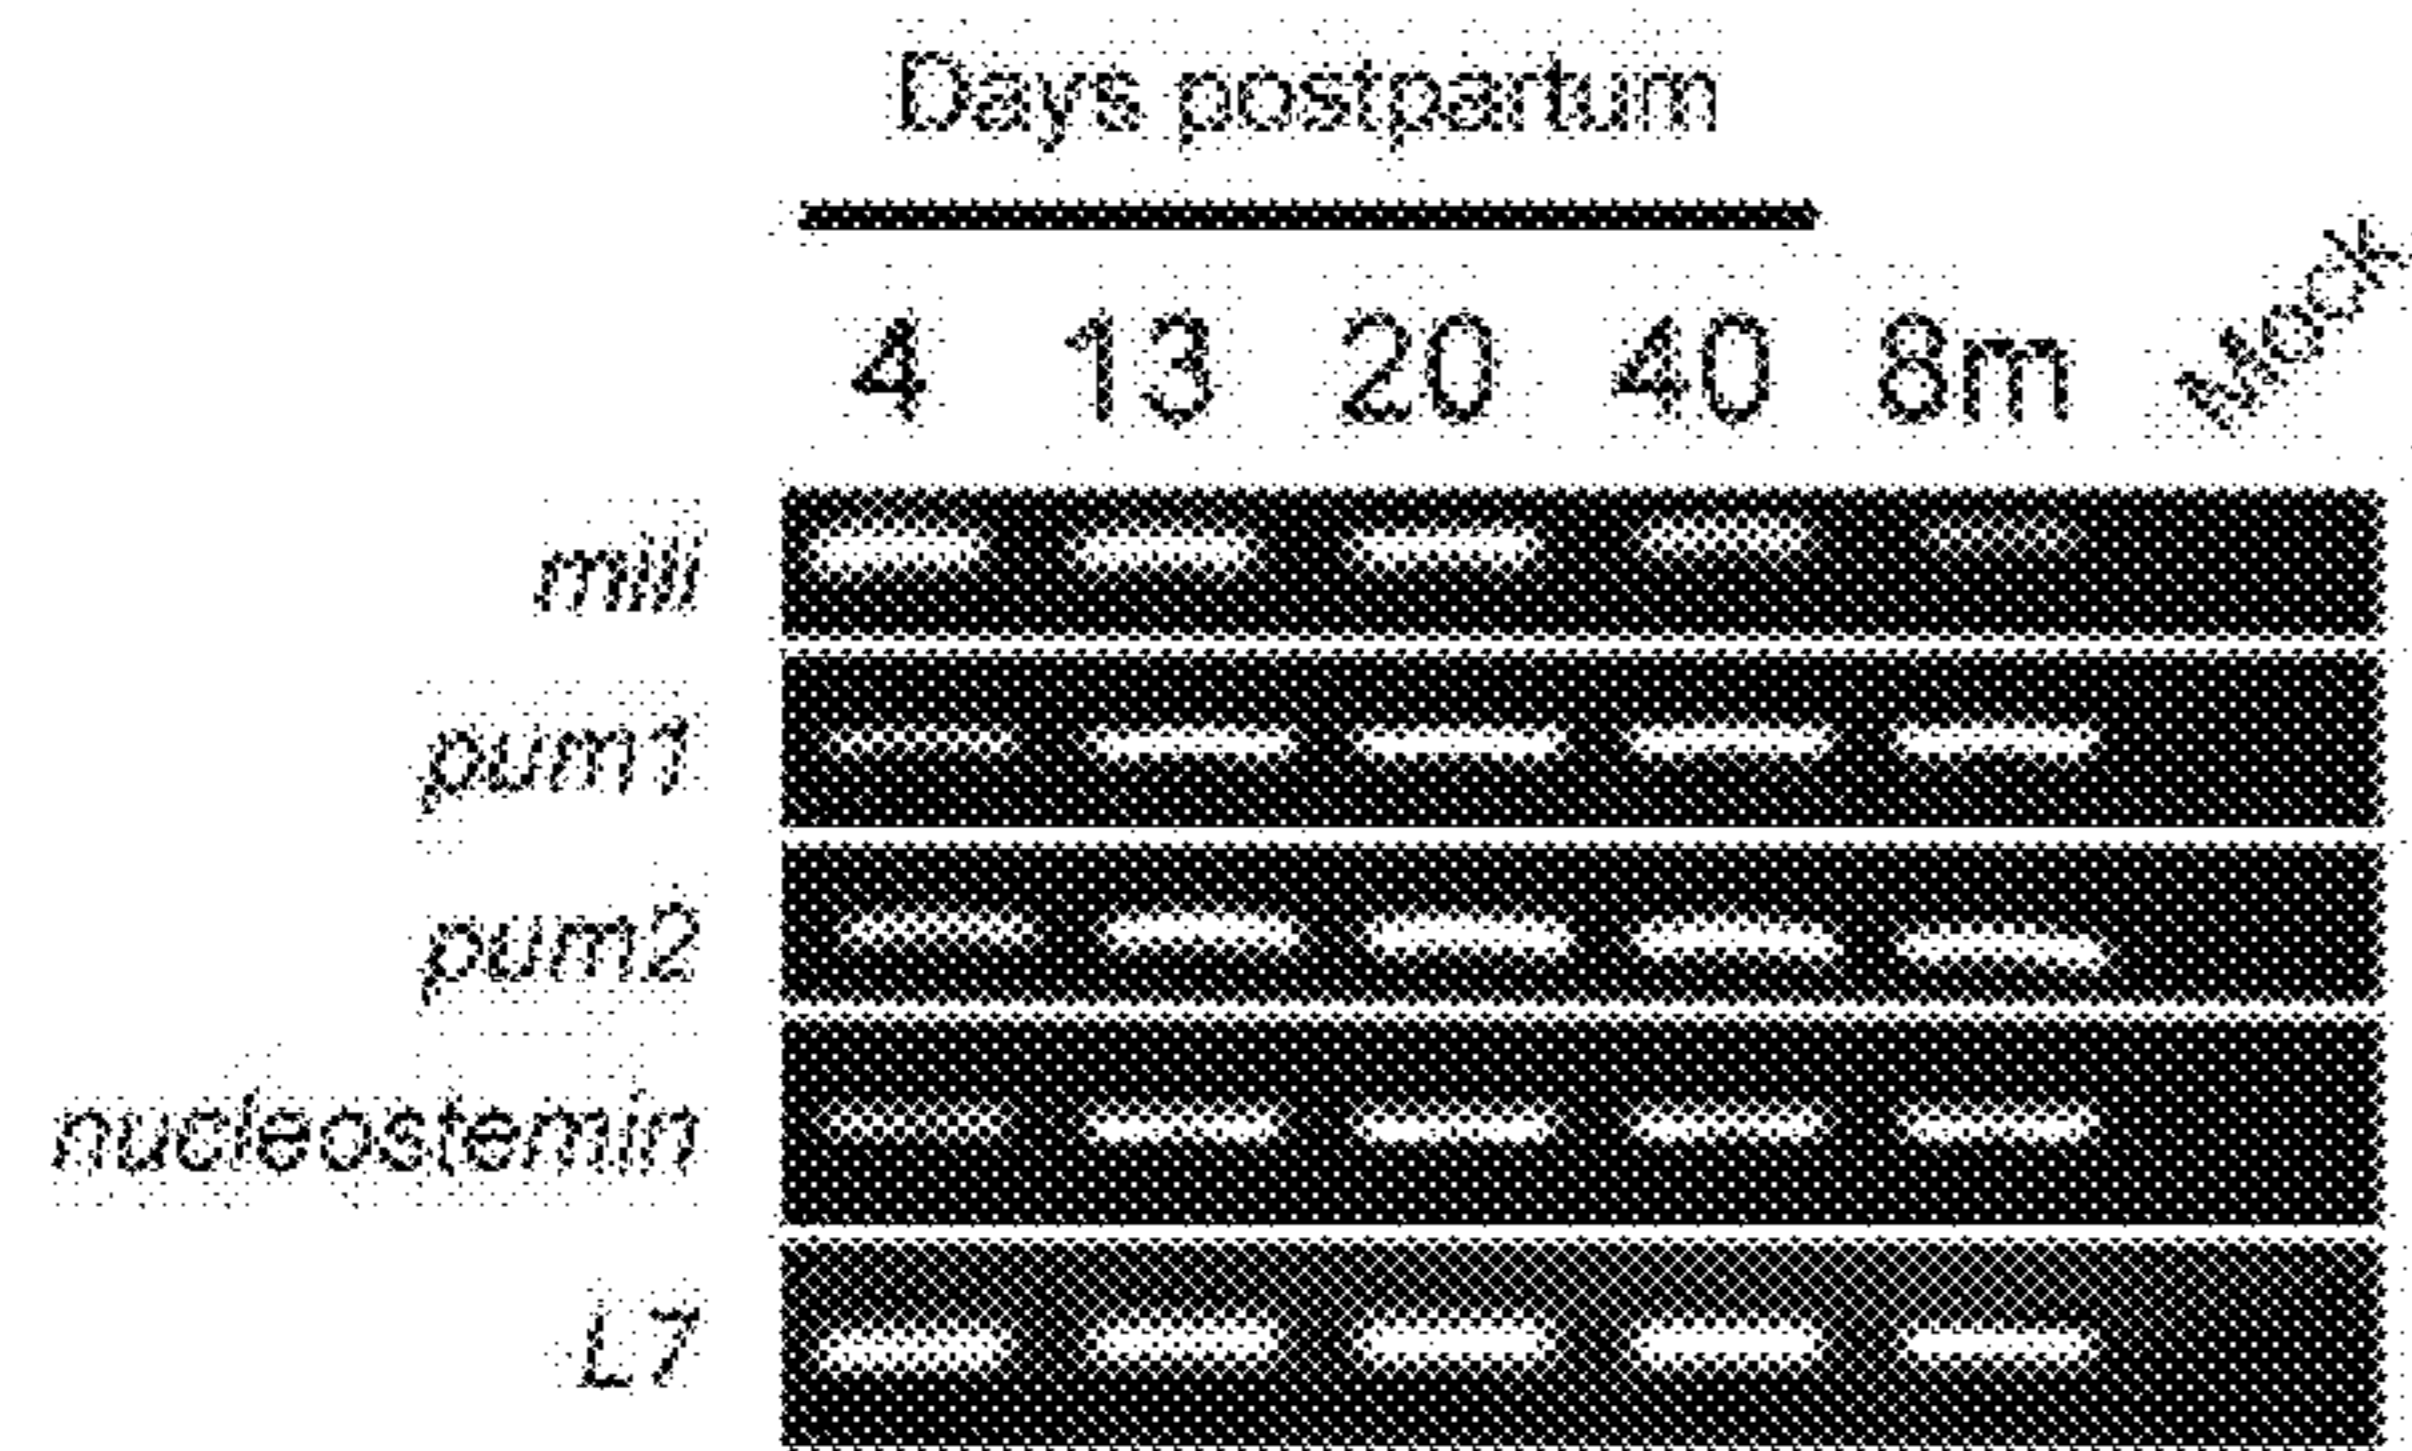 Days postpartum
4 13 20 40 8m Mock
mili
pum1
pum2
nucleostemin
L7